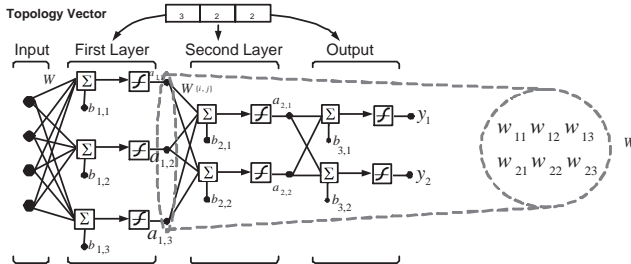 Topology Vector
3 2 2
Input First Layer Second Layer Output
W
b1,1
b1,2
b1,3
a1,2
a1,3
W(i, j)
Σ Σ Σ
Σ Σ
Σ Σ
b2,1
b2,2
a2,1
a2,2
b3,1
b3,2
y1
y2
w11 w12 w13
w21 w22 w23